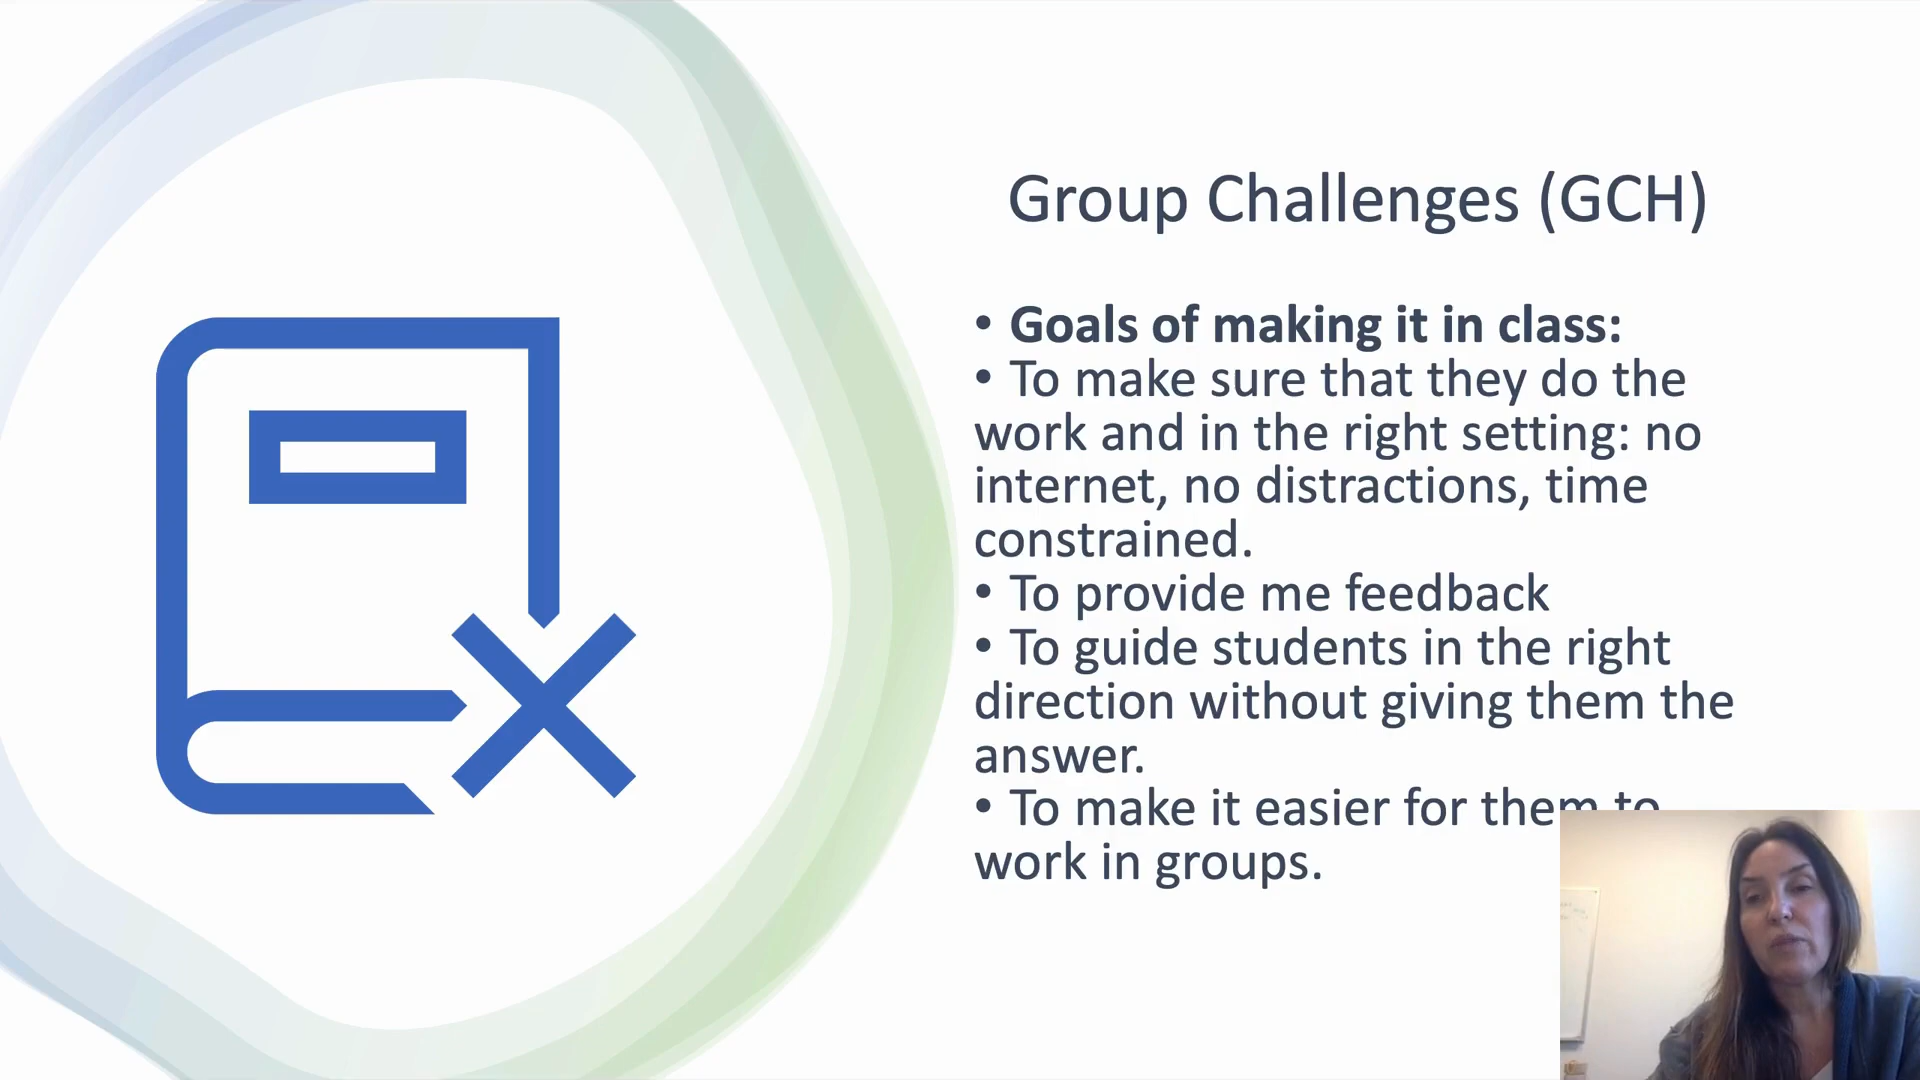 Group Challenges (GCH)
• Goals of making it in class:
• To make sure that they do the
work and in the right setting: no
internet, no distractions, time
constrained.
• To provide me feedback
• To guide students in the right
direction without giving them the
answer.
• To make it easier for them to
work in groups.